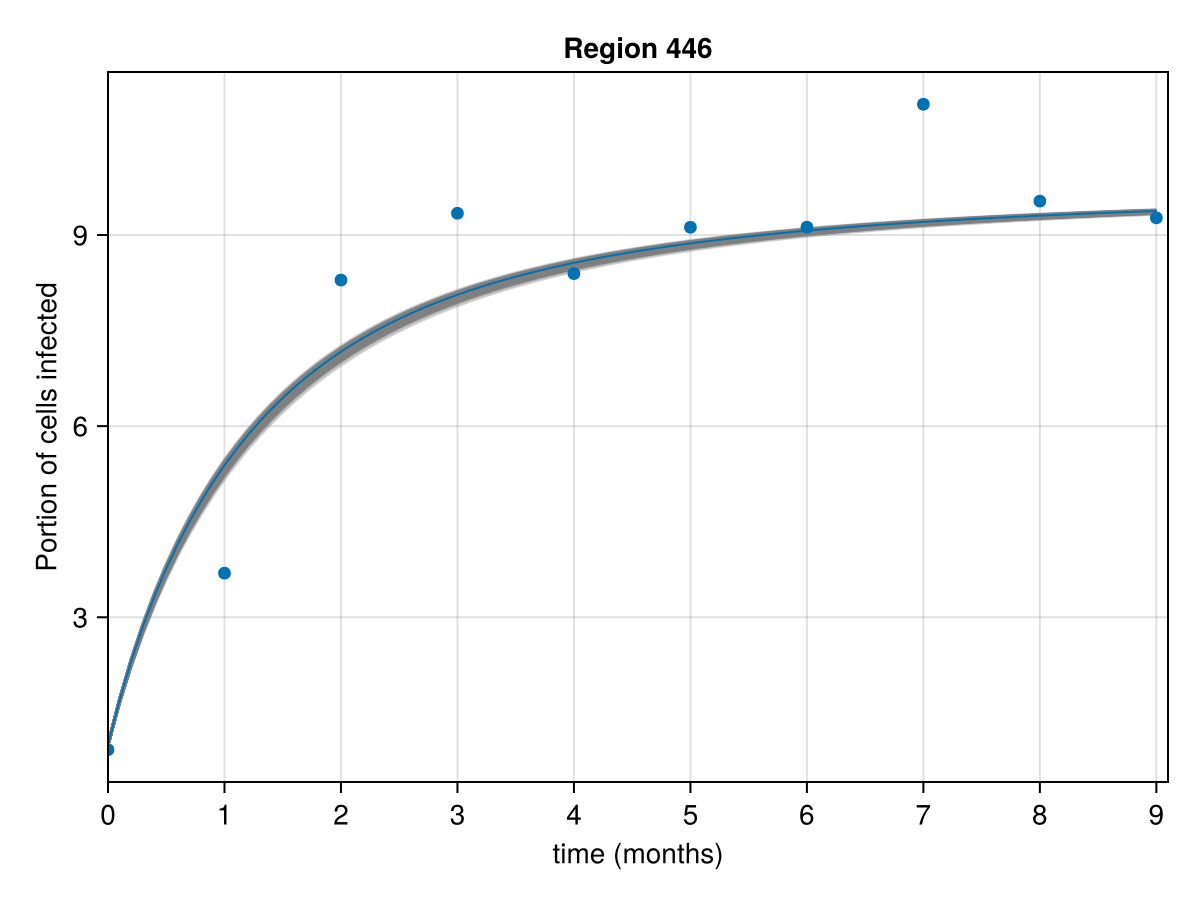 Region 446
Portion of cells infected
9
6
3
0 1 2 3 4 5 6 7 8 9
time (months)